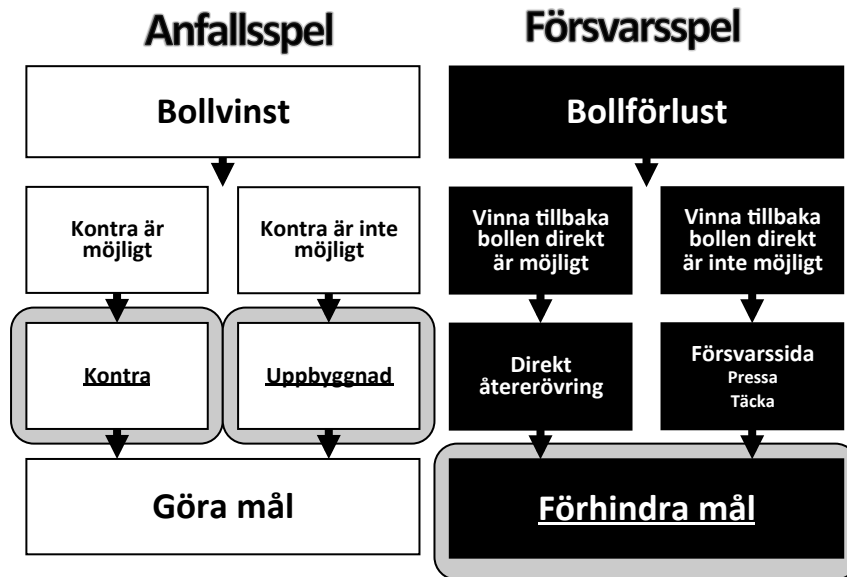 Anfallsspel
Försvarsspel
Bollvinst
Bollförlust
Kontra är
möjligt
Kontra är inte
möjligt
Vinna tillbaka
bollen direkt
är möjligt
Vinna tillbaka
bollen direkt
är inte möjligt
Kontra
Uppbyggnad
Direkt
återerövring
Försvarssida
Pressa
Täcka
Göra mål
Förhindra mål